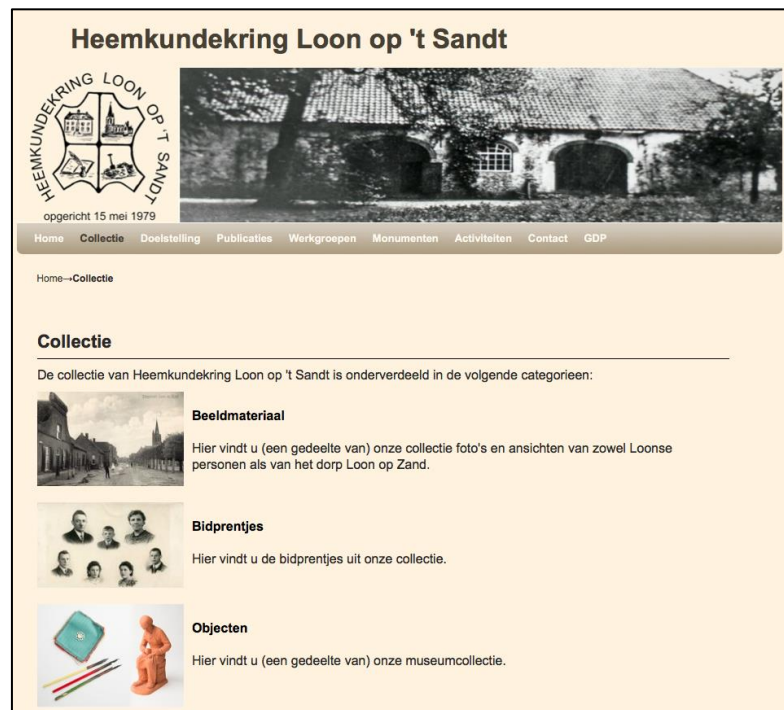 Heemkundekring Loon op 't Sandt
HEEMKUNDEKRING LOON OP 'T SANDT
opgericht 15 mei 1979
Home Collectie Doelstelling Publicaties Werkgroepen Monumenten Activiteiten Contact GDP
Home→Collectie
Collectie
De collectie van Heemkundekring Loon op 't Sandt is onderverdeeld in de volgende categorieen:
Beeldmateriaal
Hier vindt u (een gedeelte van) onze collectie foto's en ansichten van zowel Loonse
personen als van het dorp Loon op Zand.
Bidprentjes
Hier vindt u de bidprentjes uit onze collectie.
Objecten
Hier vindt u (een gedeelte van) onze museumcollectie.